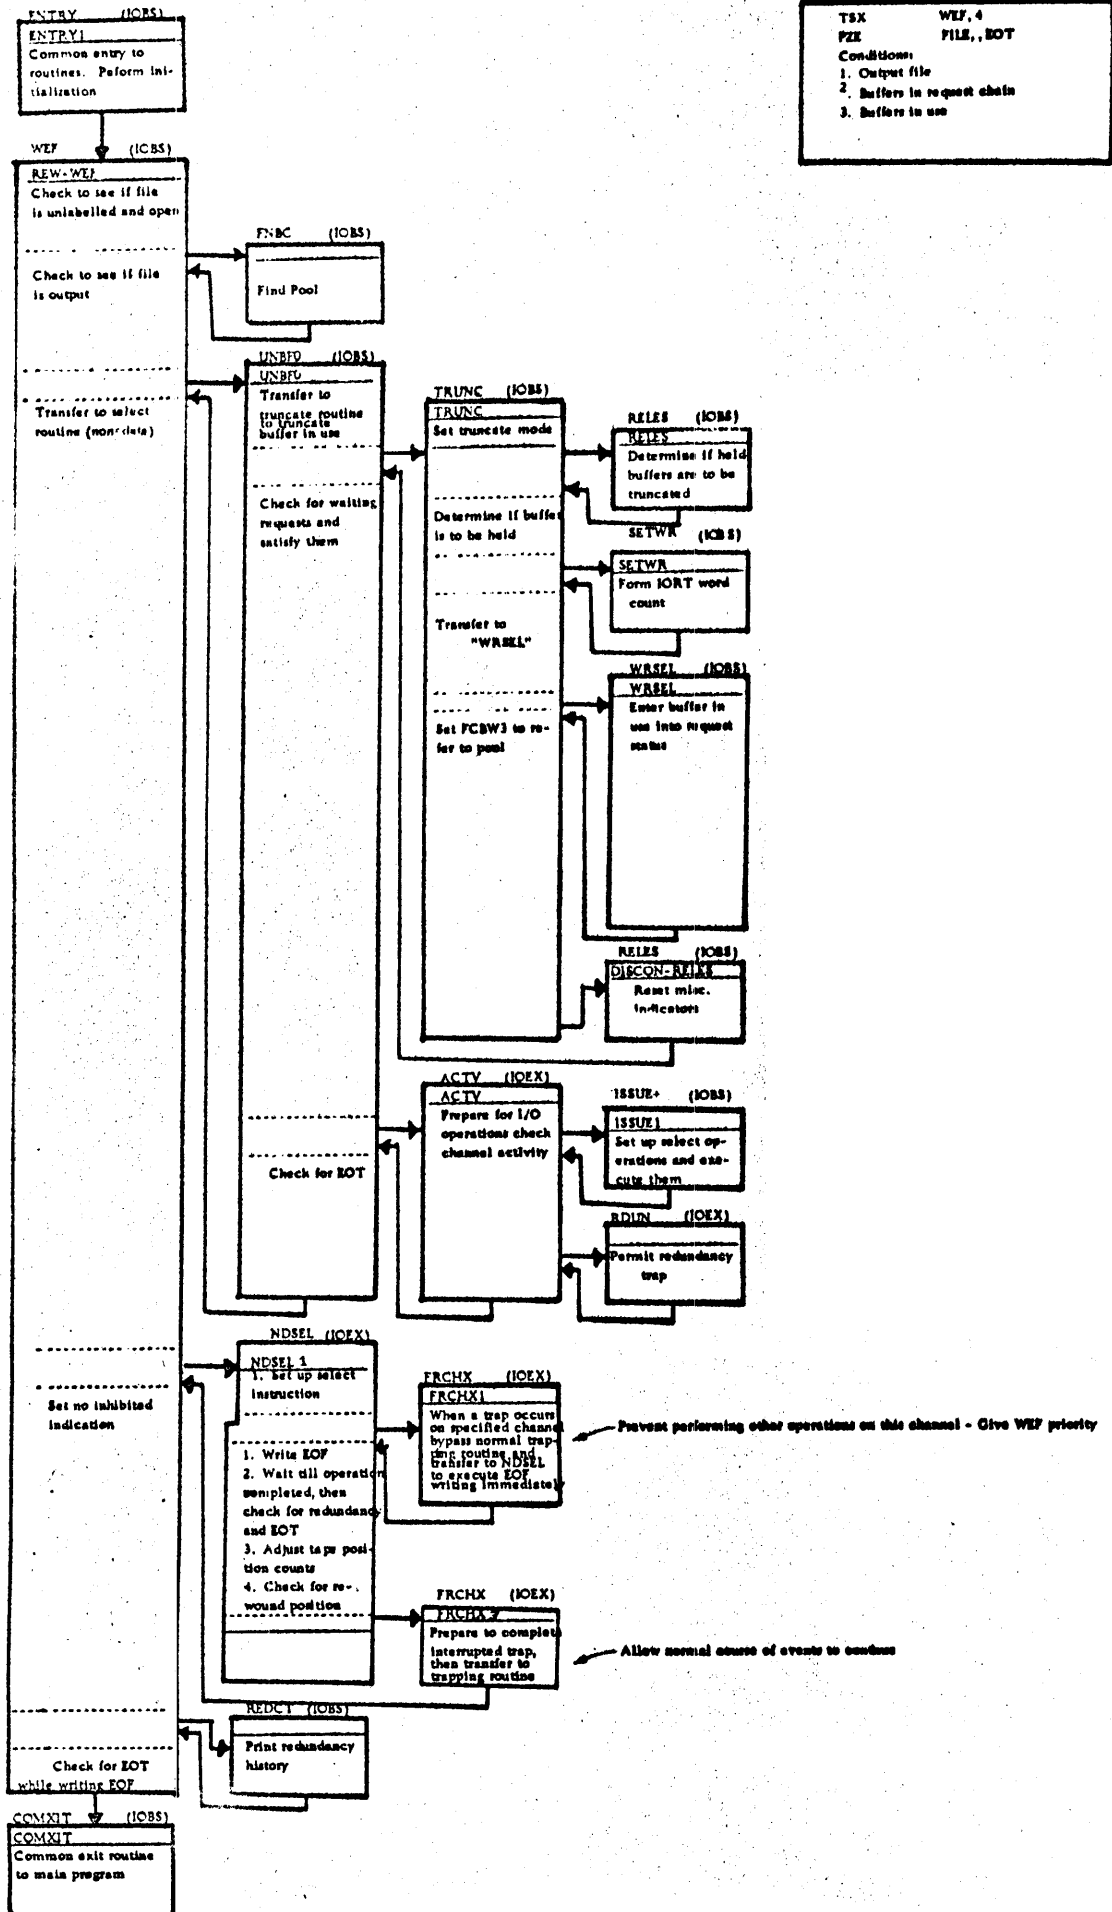 TSX WEF, 4
PZE FILE, , EOT
Conditions:
1. Output file
2. Buffers in request chain
3. Buffers in use
ENTRY (IOBS)
ENTRY1
Common entry to
routines. Peform ini-
tialization
WEF (IOBS)
REW-WEF
Check to see if file
is unlabelled and open
Check to see if file
is output
Transfer to select
routine (non-data)
Set no inhibited
indication
Check for EOT
while writing EOF
FNBC (IOBS)
Find Pool
UNBFU (IOBS)
UNBFU
Transfer to
truncate routine
to truncate
buffer in use
Check for waiting
requests and
satisfy them
Check for EOT
TRUNC (IOBS)
TRUNC
Set truncate mode
Determine if buffer
is to be held
Transfer to
"WRSEL"
Set FCBW3 to re-
fer to pool
RELES (IOBS)
RELES
Determine if held
buffers are to be
truncated
SETWR (IOBS)
SETWR
Form IORT word
count
WRSEL (IOBS)
WRSEL
Enter buffer in
use into request
status
RELES (IOBS)
DISCON-RELES
Reset misc.
indicators
ACTV (IOEX)
ACTV
Prepare for I/O
operations check
channel activity
ISSUE+ (IOBS)
ISSUE1
Set up select op-
erations and exe-
cute them
RDUN (IOEX)
Permit redundancy
trap
NDSEL (IOEX)
NDSEL 1
1. Set up select
instruction
1. Write EOF
2. Wait till operation
completed, then
check for redundancy
and EOT
3. Adjust tape posi-
tion counts
4. Check for re-
wound position
FRCHX (IOEX)
FRCHX1
When a trap occurs
on specified channel
bypass normal trap-
ping routine and
transfer to NDSEL
to execute EOF
writing immediately
Prevent performing other operations on this channel - Give WEF priority
FRCHX (IOEX)
FRCHX
Prepare to complete
interrupted trap,
then transfer to
trapping routine
Allow normal course of events to continue
REDCT (IOBS)
Print redundancy
history
COMXIT (IOBS)
COMXIT
Common exit routine
to main program